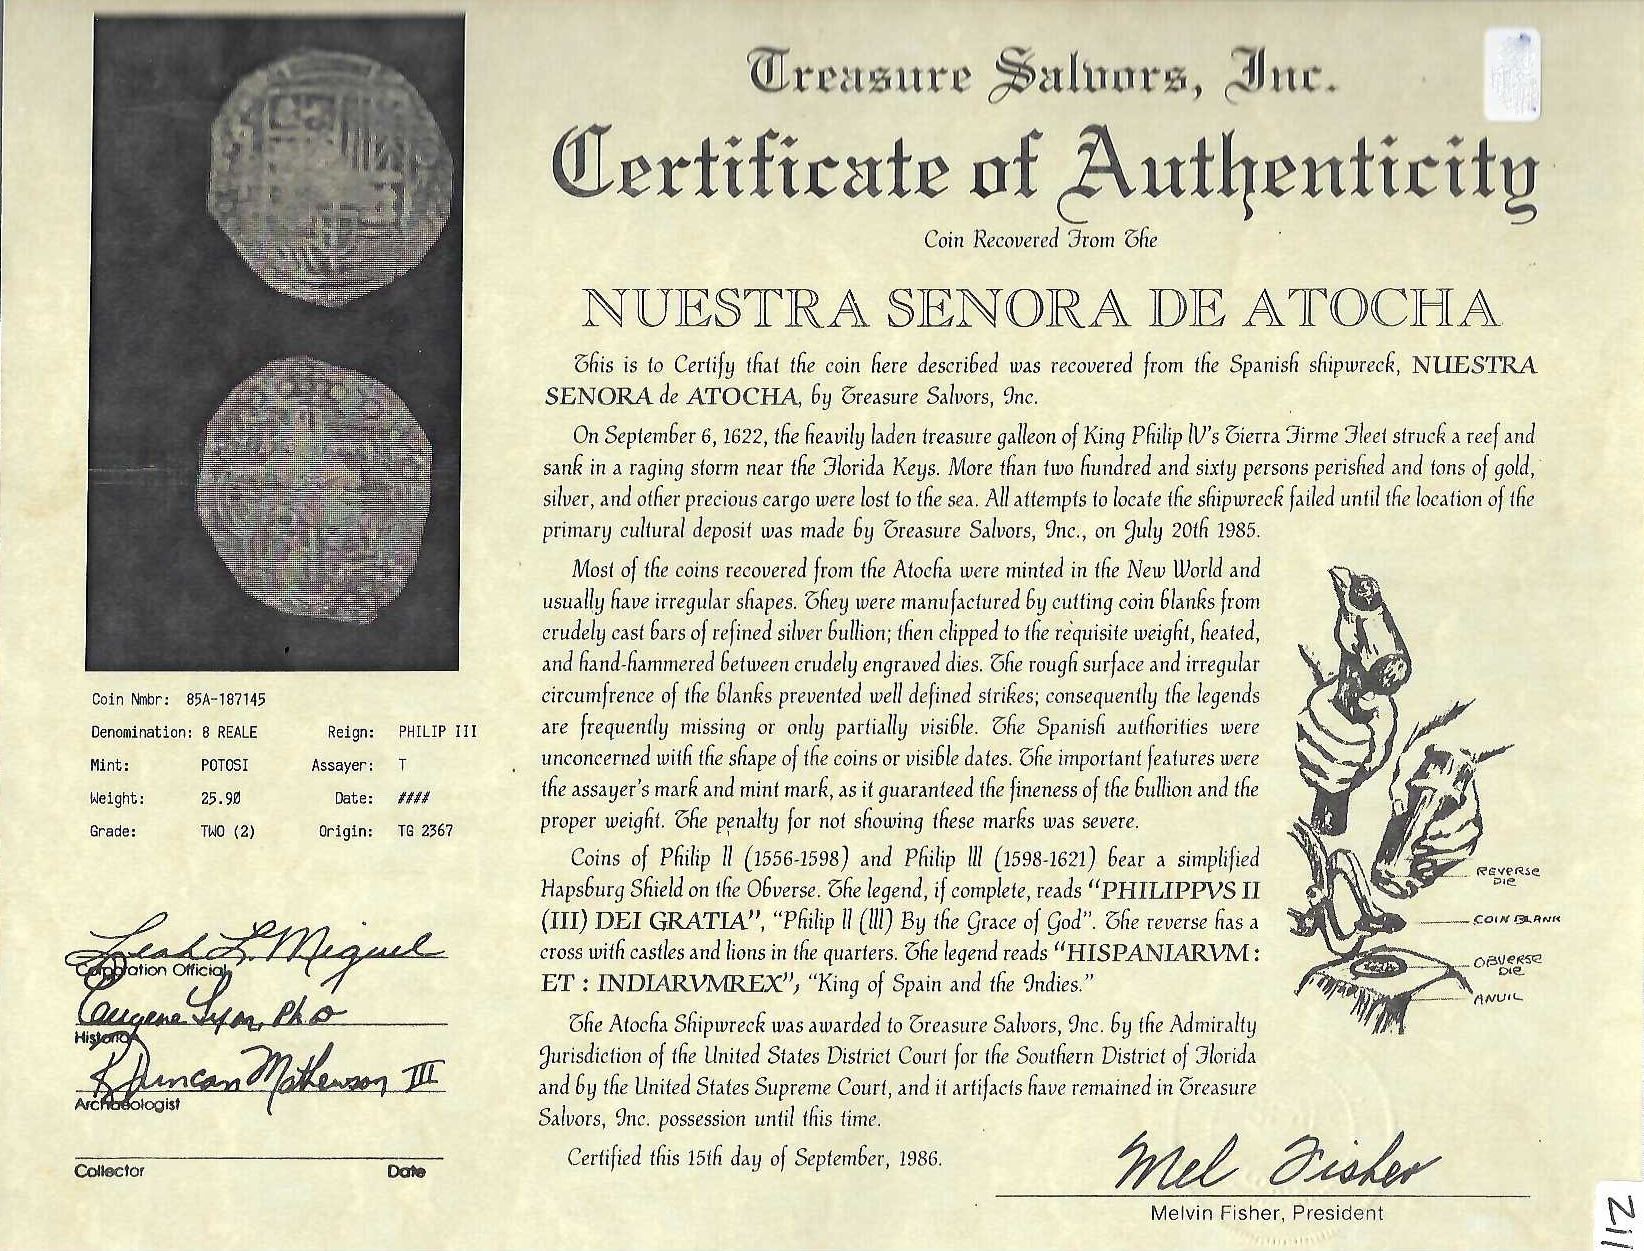 Treasure Salvors, Inc.
Certificate of Authenticity
Coin Recovered From The
NUESTRA SENORA DE ATOCHA
This is to Certify that the coin here described was recovered from the Spanish shipwreck, NUESTRA
SENORA de ATOCHA, by Treasure Salvors, Inc.
On September 6, 1622, the heavily laden treasure galleon of King Philip IV's Tierra Firme Fleet struck a reef and
sank in a raging storm near the Florida Keys. More than two hundred and sixty persons perished and tons of gold,
silver, and other precious cargo were lost to the sea. All attempts to locate the shipwreck failed until the location of the
primary cultural deposit was made by Treasure Salvors, Inc., on July 20th 1985.
Most of the coins recovered from the Atocha were minted in the New World and
usually have irregular shapes. They were manufactured by cutting coin blanks from
crudely cast bars of refined silver bullion; then clipped to the requisite weight, heated,
and hand-hammered between crudely engraved dies. The rough surface and irregular
circumfrence of the blanks prevented well defined strikes; consequently the legends
are frequently missing or only partially visible. The Spanish authorities were
unconcerned with the shape of the coins or visible dates. The important features were
the assayer's mark and mint mark, as it guaranteed the fineness of the bullion and the
proper weight. The penalty for not showing these marks was severe.
Coins of Philip II (1556-1598) and Philip III (1598-1621) bear a simplified
Hapsburg Shield on the Obverse. The legend, if complete, reads "PHILIPPVS II
(III) DEI GRATIA", "Philip II (III) By the Grace of God". The reverse has a
cross with castles and lions in the quarters. The legend reads "HISPANIARVM :
ET : INDIARVMREX", "King of Spain and the Indies."
The Atocha Shipwreck was awarded to Treasure Salvors, Inc. by the Admiralty
Jurisdiction of the United States District Court for the Southern District of Florida
and by the United States Supreme Court, and it artifacts have remained in Treasure
Salvors, Inc. possession until this time.
Certified this 15th day of September, 1986.
REVERSE
DIE
COIN BLANK
OBVERSE
DIE
ANVIL
Mel Fisher
Melvin Fisher, President
Coin Nmbr: 85A-187145
Denomination: 8 REALE Reign: PHILIP III
Mint: POTOSI Assayer: T
Weight: 25.90 Date: ####
Grade: TWO (2) Origin: TG 2367
Leah L. Miguel
Corporation Official
Eugene Lyon, Ph D
Historian
R Duncan Mathewson III
Archaeologist
Collector Date
211